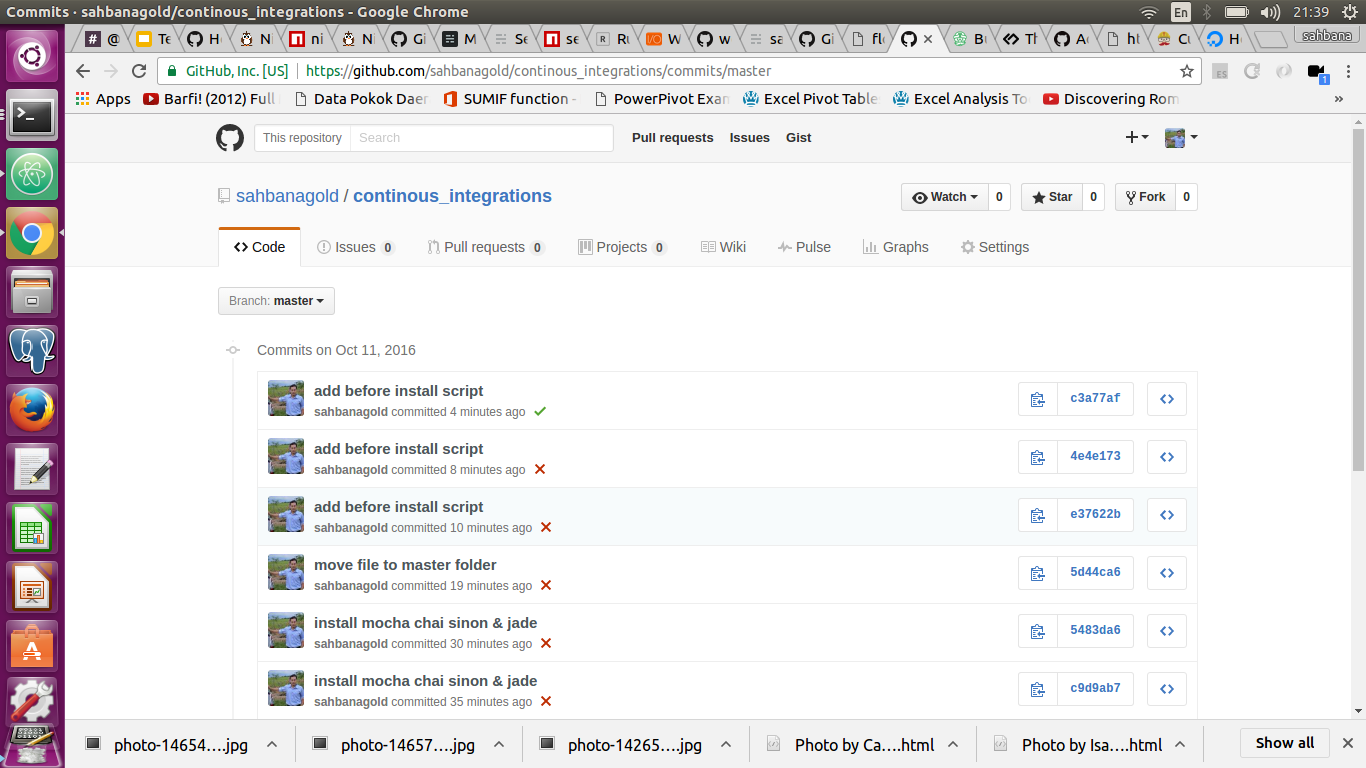 Commits · sahbanagold/continous_integrations - Google Chrome
En
21:39
# @
Te
Ho
Ni
ni
Ni
Gi
M
Se
se
Ru
W
w
sa
Gi
fl
Bu
Th
Ac
ht
Cu
Ho
sahbana
GitHub, Inc. [US]
https://github.com/sahbanagold/continous_integrations/commits/master
ES
1
Apps
Barfi! (2012) Full
Data Pokok Daer
SUMIF function -
PowerPivot Exan
Excel Pivot Table
Excel Analysis To
Discovering Rom
»
This repository
Search
Pull requests
Issues
Gist
sahbanagold / continous_integrations
Watch 0
Star 0
Fork 0
Code
Issues 0
Pull requests 0
Projects 0
Wiki
Pulse
Graphs
Settings
Branch: master
Commits on Oct 11, 2016
add before install script
sahbanagold committed 4 minutes ago
c3a77af
add before install script
sahbanagold committed 8 minutes ago
4e4e173
add before install script
sahbanagold committed 10 minutes ago
e37622b
move file to master folder
sahbanagold committed 19 minutes ago
5d44ca6
install mocha chai sinon & jade
sahbanagold committed 30 minutes ago
5483da6
install mocha chai sinon & jade
sahbanagold committed 35 minutes ago
c9d9ab7
photo-14654....jpg
photo-14657....jpg
photo-14265....jpg
Photo by Ca....html
Photo by Isa....html
Show all